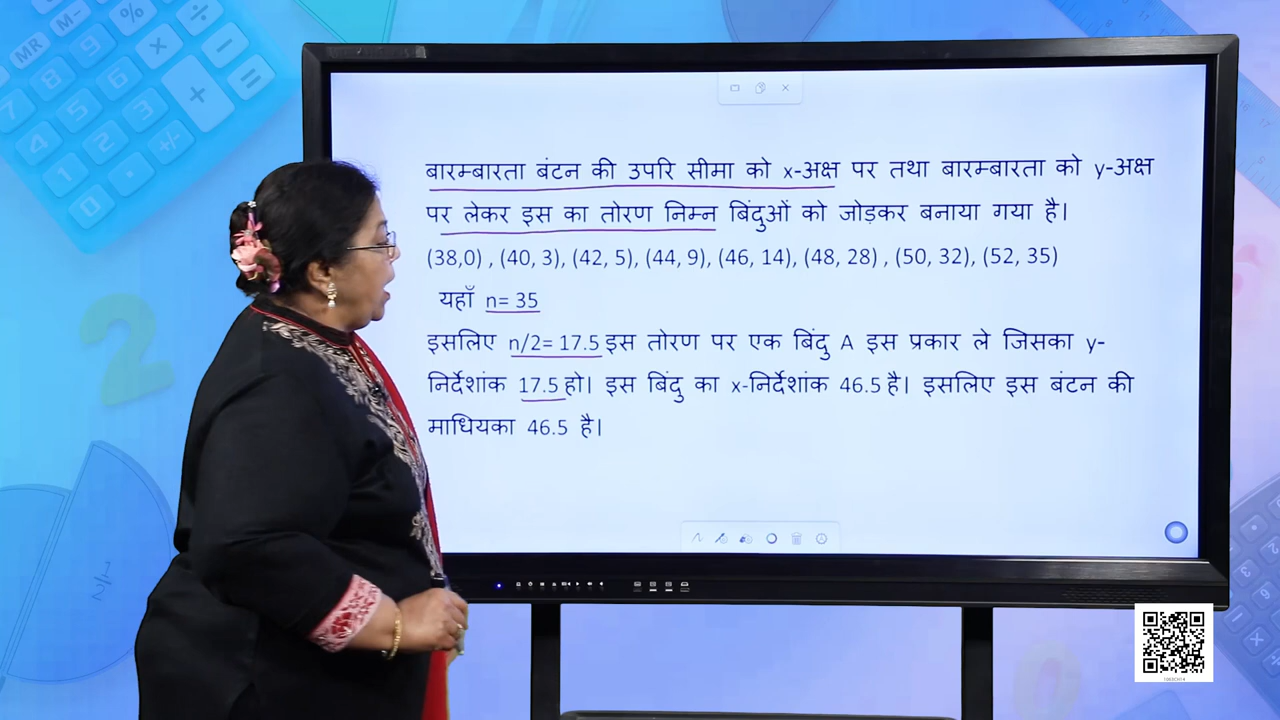 बारम्बारता बंटन की उपरि सीमा को x-अक्ष पर तथा बारम्बारता को y-अक्ष
पर लेकर इस का तोरण निम्न बिंदुओं को जोड़कर बनाया गया है।
(38,0) , (40, 3), (42, 5), (44, 9), (46, 14), (48, 28) , (50, 32), (52, 35)
यहाँ n= 35
इसलिए n/2= 17.5 इस तोरण पर एक बिंदु A इस प्रकार ले जिसका y-
निर्देशांक 17.5 हो। इस बिंदु का x-निर्देशांक 46.5 है। इसलिए इस बंटन की
माधियका 46.5 है।